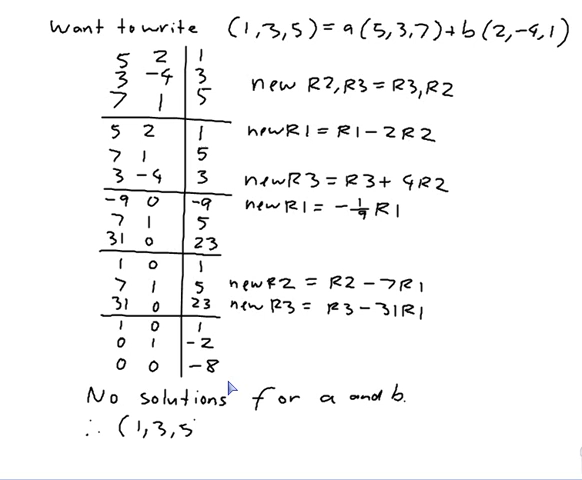 Want to write (1,3,5) = a(5,3,7)+b(2,-4,1)
5 2 1
3 -4 3
7 1 5
new R2,R3 = R3,R2
5 2 1
new R1 = R1 - 2R2
7 1 5
3 -4 3
new R3 = R3 + 4R2
-9 0 -9
new R1 = -1/9 R1
7 1 5
31 0 23
1 0 1
7 1 5
new R2 = R2 - 7R1
31 0 23
new R3 = R3 - 31R1
1 0 1
0 1 -2
0 0 -8
No solutions for a and b.
∴ (1,3,5